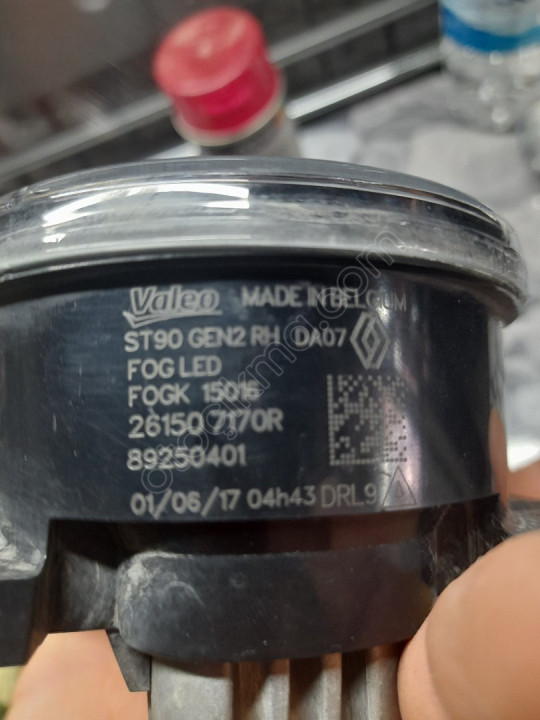 Valeo MADE IN BELGIUM
ST90 GEN2 RH DA07
FOG LED
FOGK 15016
26150 7170R
89250401
01/06/17 04h43 DRL9